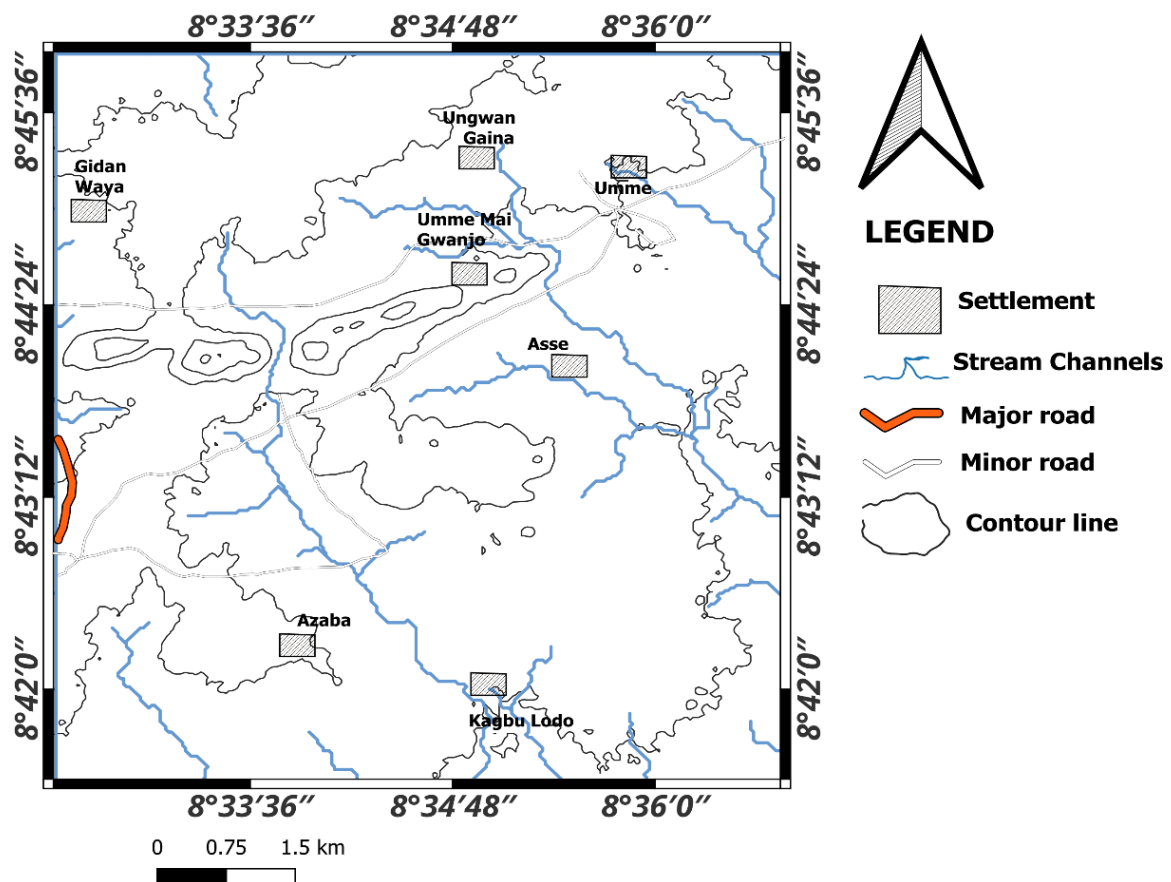 8°33′36″ 8°34′48″ 8°36′0″
8°45′36″
8°45′36″
Ungwan
Gaina
Gidan
Waya
Umme
Umme Mai
Gwanjo
8°44′24″
8°44′24″
Asse
8°43′12″
8°43′12″
Azaba
8°42′0″
8°42′0″
Kagbu Lodo
8°33′36″ 8°34′48″ 8°36′0″
0 0.75 1.5 km
LEGEND
Settlement
Stream Channels
Major road
Minor road
Contour line